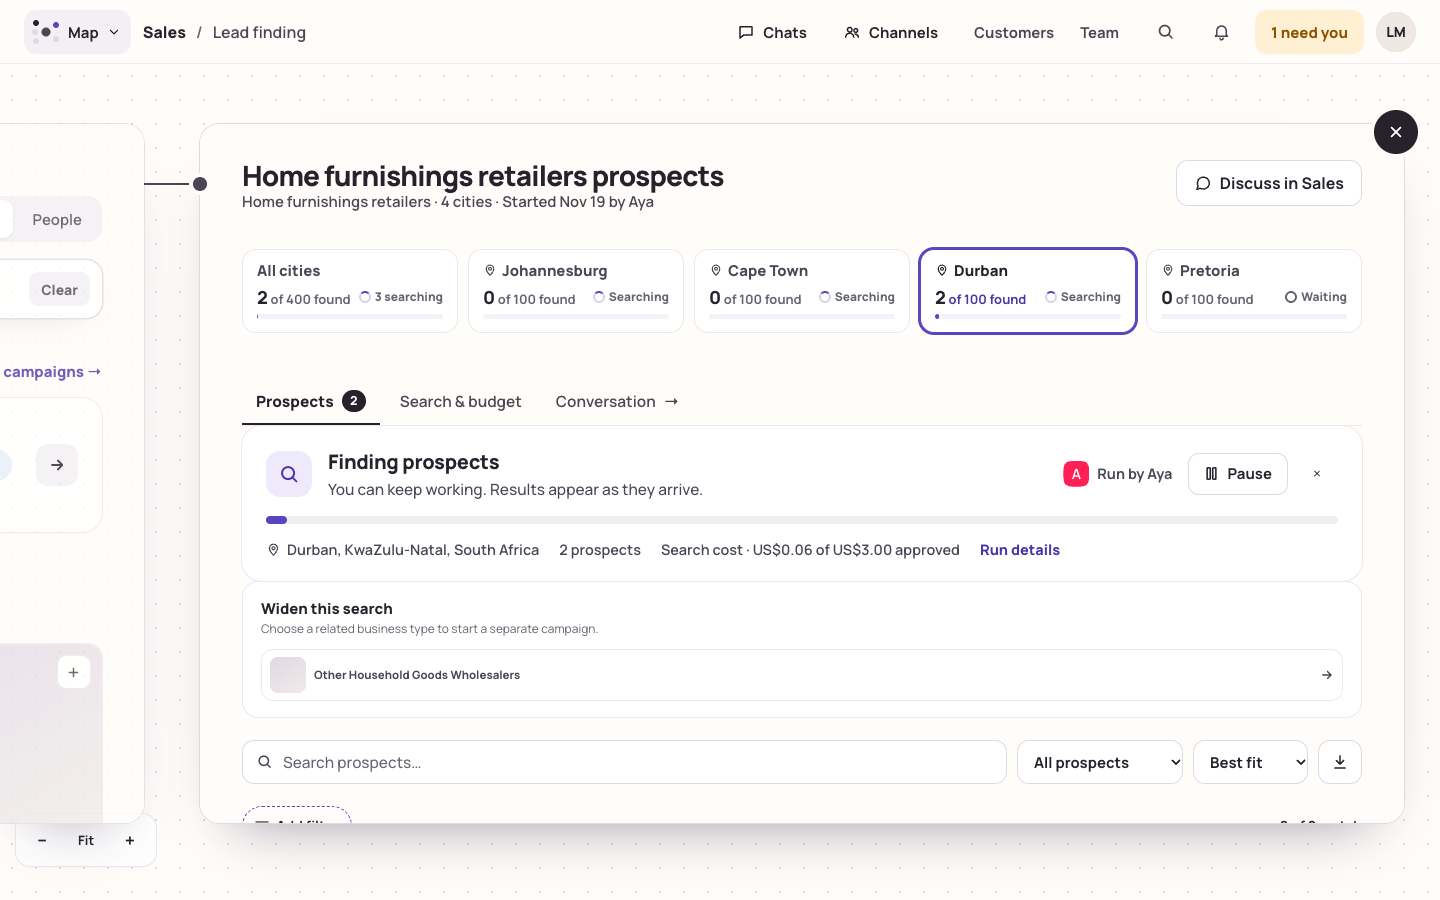 Map
Sales / Lead finding
Chats
Channels
Customers
Team
1 need you
LM
People
Clear
campaigns →
Home furnishings retailers prospects
Home furnishings retailers · 4 cities · Started Nov 19 by Aya
Discuss in Sales
All cities
2 of 400 found
3 searching
Johannesburg
0 of 100 found
Searching
Cape Town
0 of 100 found
Searching
Durban
2 of 100 found
Searching
Pretoria
0 of 100 found
Waiting
Prospects 2
Search & budget
Conversation →
Finding prospects
You can keep working. Results appear as they arrive.
A Run by Aya
Pause
×
Durban, KwaZulu-Natal, South Africa
2 prospects
Search cost · US$0.06 of US$3.00 approved
Run details
Widen this search
Choose a related business type to start a separate campaign.
Other Household Goods Wholesalers
Search prospects...
All prospects
Best fit
− Fit +